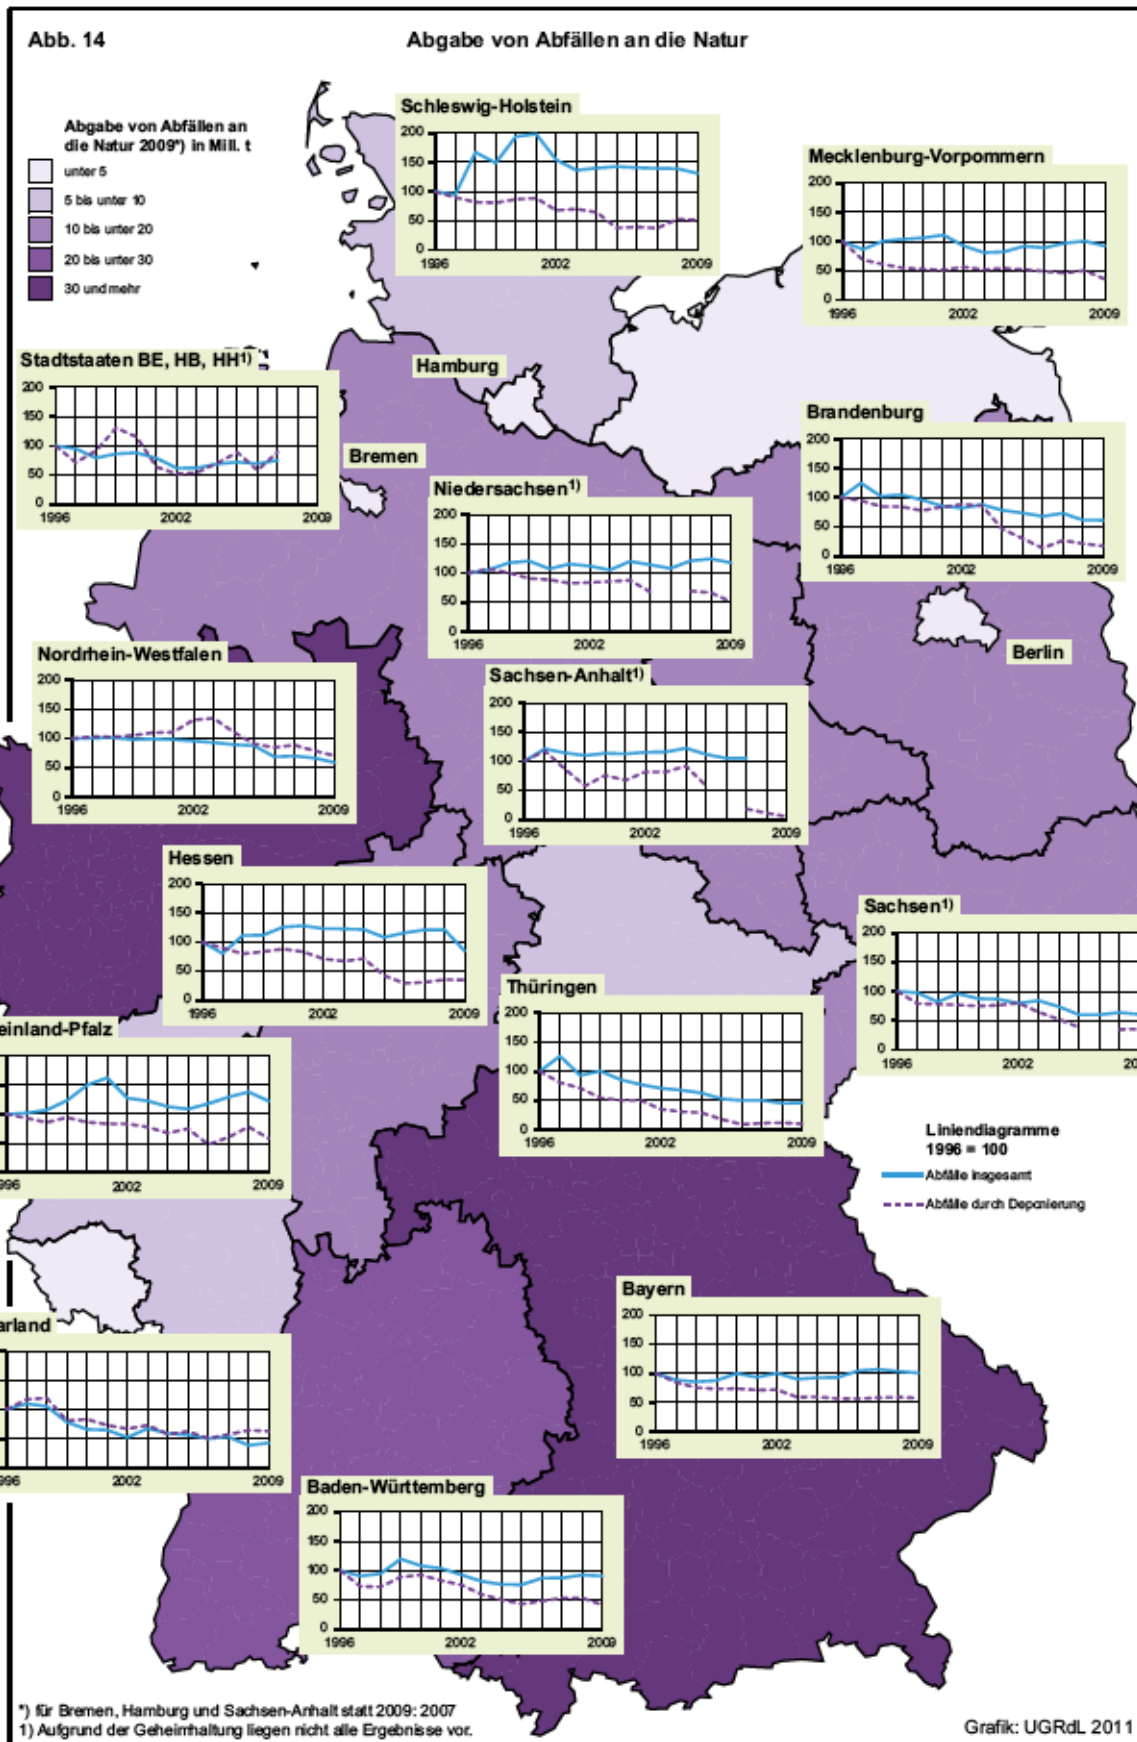 Abb. 14
Abgabe von Abfällen an die Natur
Abgabe von Abfällen an
die Natur 2009*) in Mill. t
unter 5
5 bis unter 10
10 bis unter 20
20 bis unter 30
30 und mehr
Schleswig-Holstein
200
150
100
50
0
1996 2002 2009
Mecklenburg-Vorpommern
200
150
100
50
0
1996 2002 2009
Stadtstaaten BE, HB, HH1)
200
150
100
50
0
1996 2002 2009
Hamburg
Bremen
Brandenburg
200
150
100
50
0
1996 2002 2009
Niedersachsen1)
200
150
100
50
0
1996 2002 2009
Berlin
Nordrhein-Westfalen
200
150
100
50
0
1996 2002 2009
Sachsen-Anhalt1)
200
150
100
50
0
1996 2002 2009
Hessen
200
150
100
50
0
1996 2002 2009
Sachsen1)
200
150
100
50
0
1996 2002 20
Thüringen
200
150
100
50
0
1996 2002 2009
einland-Pfalz
996 2002 2009
Liniendiagramme
1996 = 100
Abfälle insgesamt
Abfälle durch Deponierung
Bayern
200
150
100
50
0
1996 2002 2009
arland
996 2002 2009
Baden-Württemberg
200
150
100
50
0
1996 2002 2009
*) für Bremen, Hamburg und Sachsen-Anhalt statt 2009: 2007
1) Aufgrund der Geheimhaltung liegen nicht alle Ergebnisse vor.
Grafik: UGRdL 2011